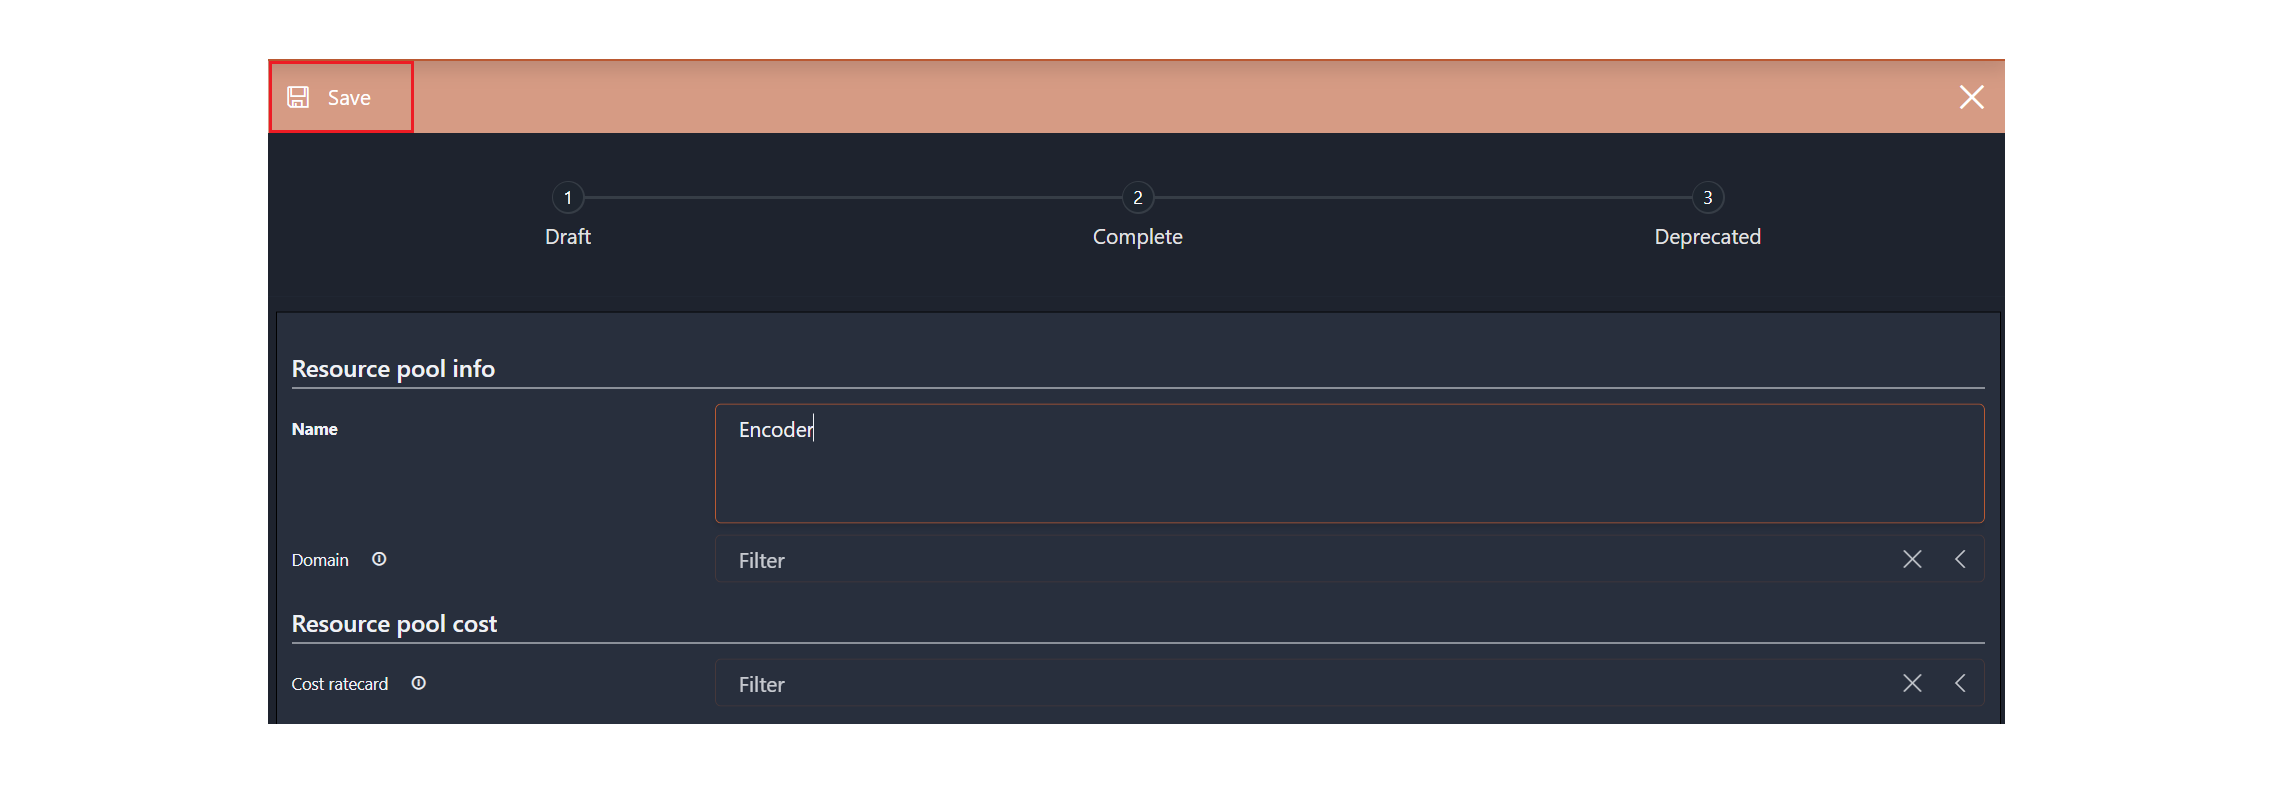 Save
1
2
3
Draft
Complete
Deprecated
Resource pool info
Name
Encoder
Domain
Filter
Resource pool cost
Cost ratecard
Filter